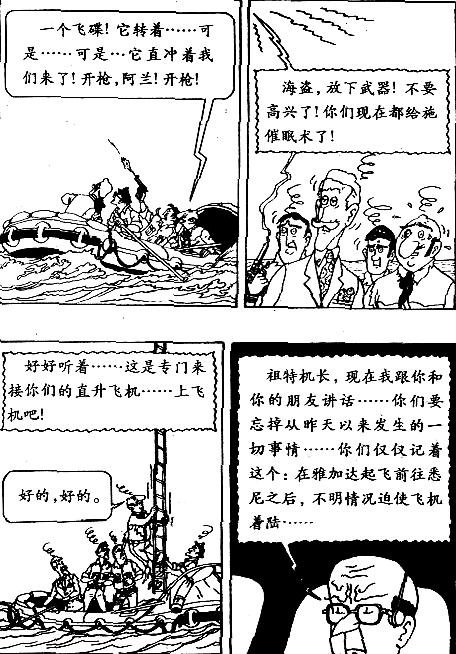 一个飞碟！它转着……可
是……可是…它直冲着我
们来了！开枪，阿兰！开枪！
海盗，放下武器！不要
高兴了！你们现在都给施
催眠术了！
好好听着……这是专门来
接你们的直升飞机……上飞
机吧！
好的，好的。
祖特机长，现在我跟你和
你的朋友讲话……你们要
忘掉从昨天以来发生的一
切事情……你们仅仅记着
这个：在雅加达起飞前往悉
尼之后，不明情况迫使飞机
着陆……